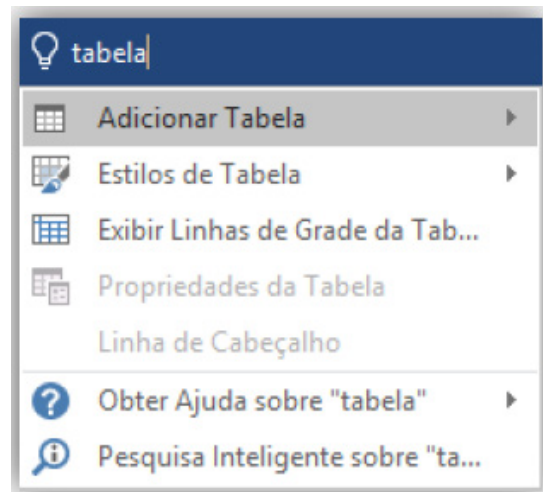 tabela
Adicionar Tabela
Estilos de Tabela
Exibir Linhas de Grade da Tab...
Propriedades da Tabela
Linha de Cabeçalho
Obter Ajuda sobre "tabela"
Pesquisa Inteligente sobre "ta...